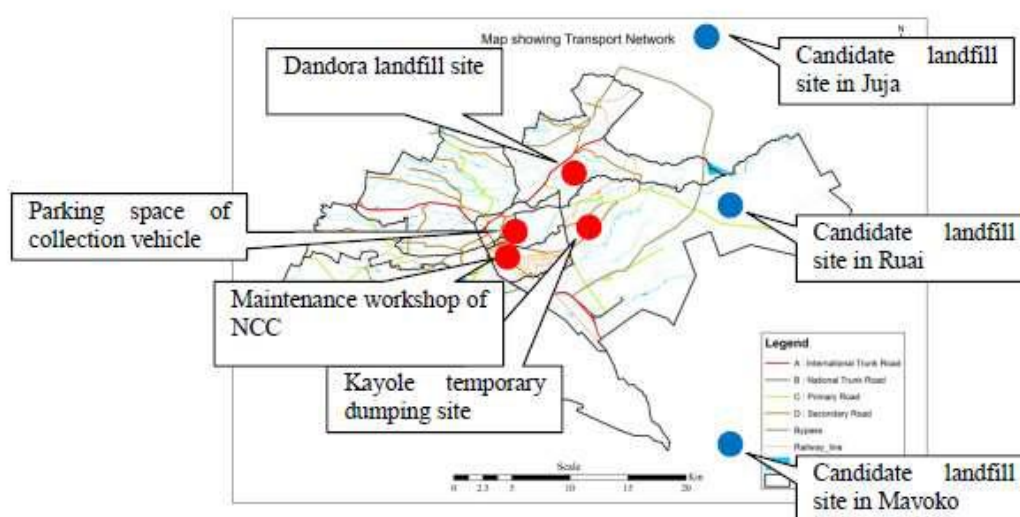 Map showing Transport Network
N
Dandora landfill site
Candidate landfill
site in Juja
Parking space of
collection vehicle
Candidate landfill
site in Ruai
Maintenance workshop of
NCC
Kayole temporary
dumping site
Legend
A : International Trunk Road
B : National Trunk Road
C : Primary Road
D : Secondary Road
Bypass
Railway_line
Scale
0 2.5 5 10 15 20 Km
Candidate landfill
site in Mavoko